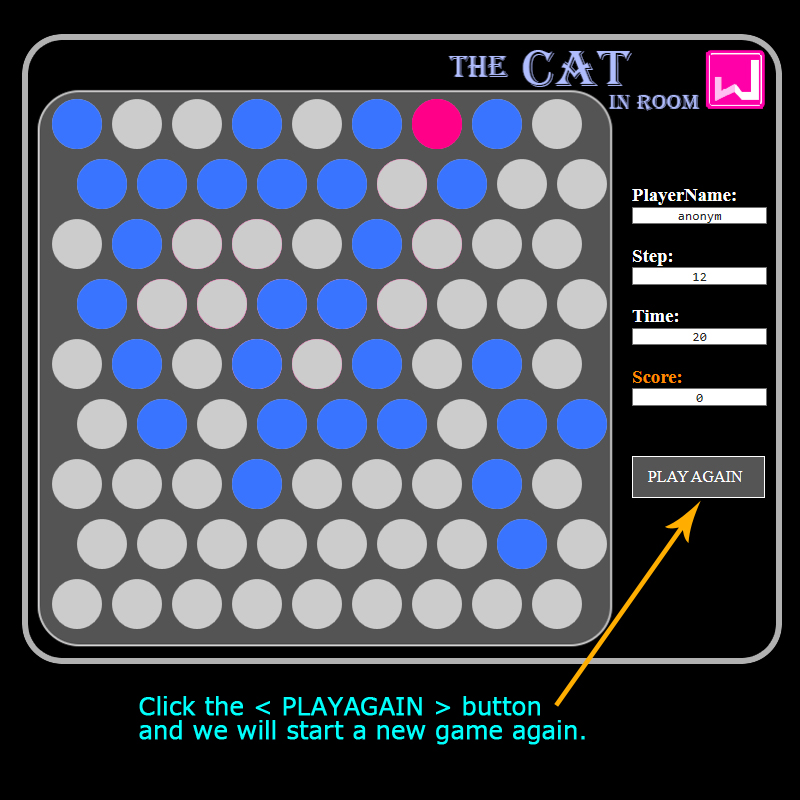 THE CAT
IN ROOM
PlayerName:
anonym
Step:
12
Time:
20
Score:
0
PLAY AGAIN
Click the < PLAYAGAIN > button
and we will start a new game again.